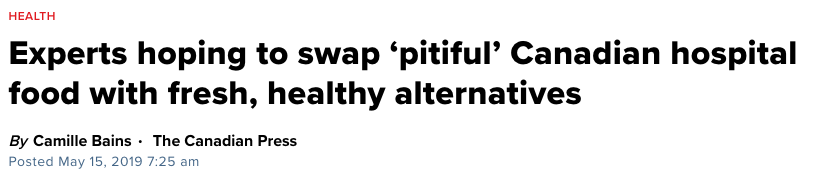 HEALTH
Experts hoping to swap ‘pitiful’ Canadian hospital
food with fresh, healthy alternatives
By Camille Bains · The Canadian Press
Posted May 15, 2019 7:25 am